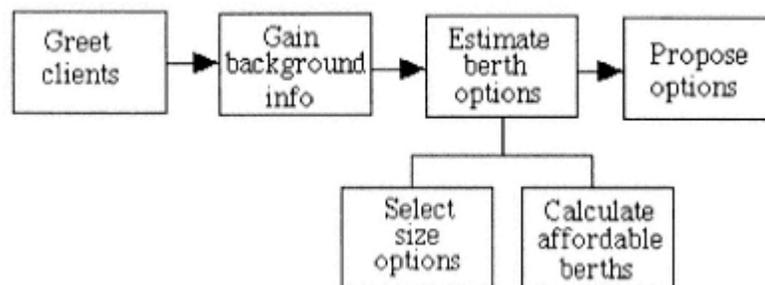 Greet
clients
Gain
background
info
Estimate
berth
options
Propose
options
Select
size
options
Calculate
affordable
berths